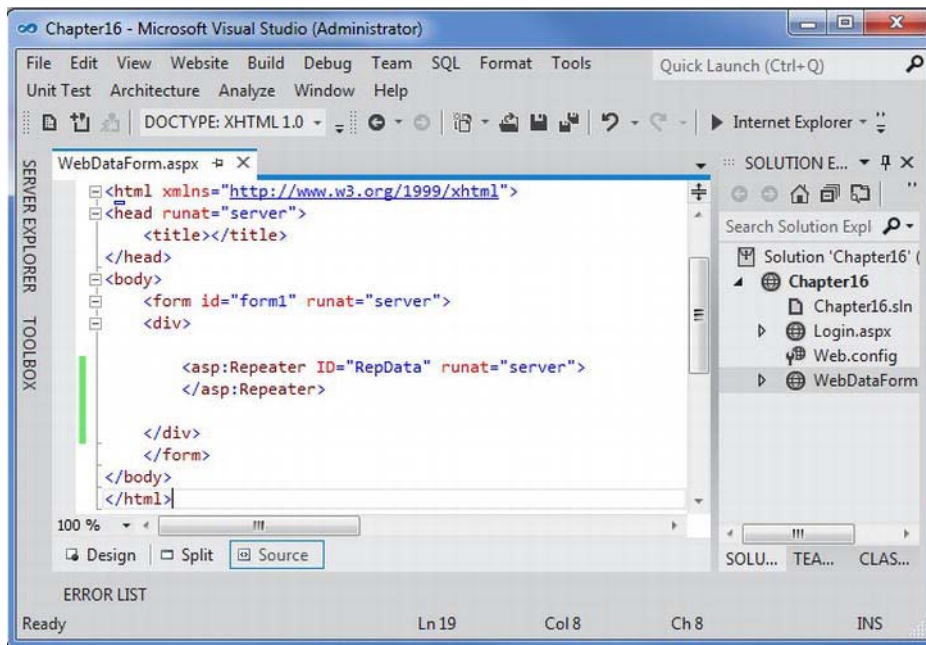 Chapter16 - Microsoft Visual Studio (Administrator)
File Edit View Website Build Debug Team SQL Format Tools Quick Launch (Ctrl+Q)
Unit Test Architecture Analyze Window Help
DOCTYPE: XHTML 1.0 Internet Explorer
SERVER EXPLORER
TOOLBOX
WebDataForm.aspx
<html xmlns="http://www.w3.org/1999/xhtml">
<head runat="server">
<title></title>
</head>
<body>
<form id="form1" runat="server">
<div>
<asp:Repeater ID="RepData" runat="server">
</asp:Repeater>
</div>
</form>
</body>
</html>
100 %
Design Split Source
SOLUTION E...
Search Solution Expl
Solution 'Chapter16' (
Chapter16
Chapter16.sln
Login.aspx
Web.config
WebDataForm
SOLU... TEA... CLAS...
ERROR LIST
Ready Ln 19 Col 8 Ch 8 INS